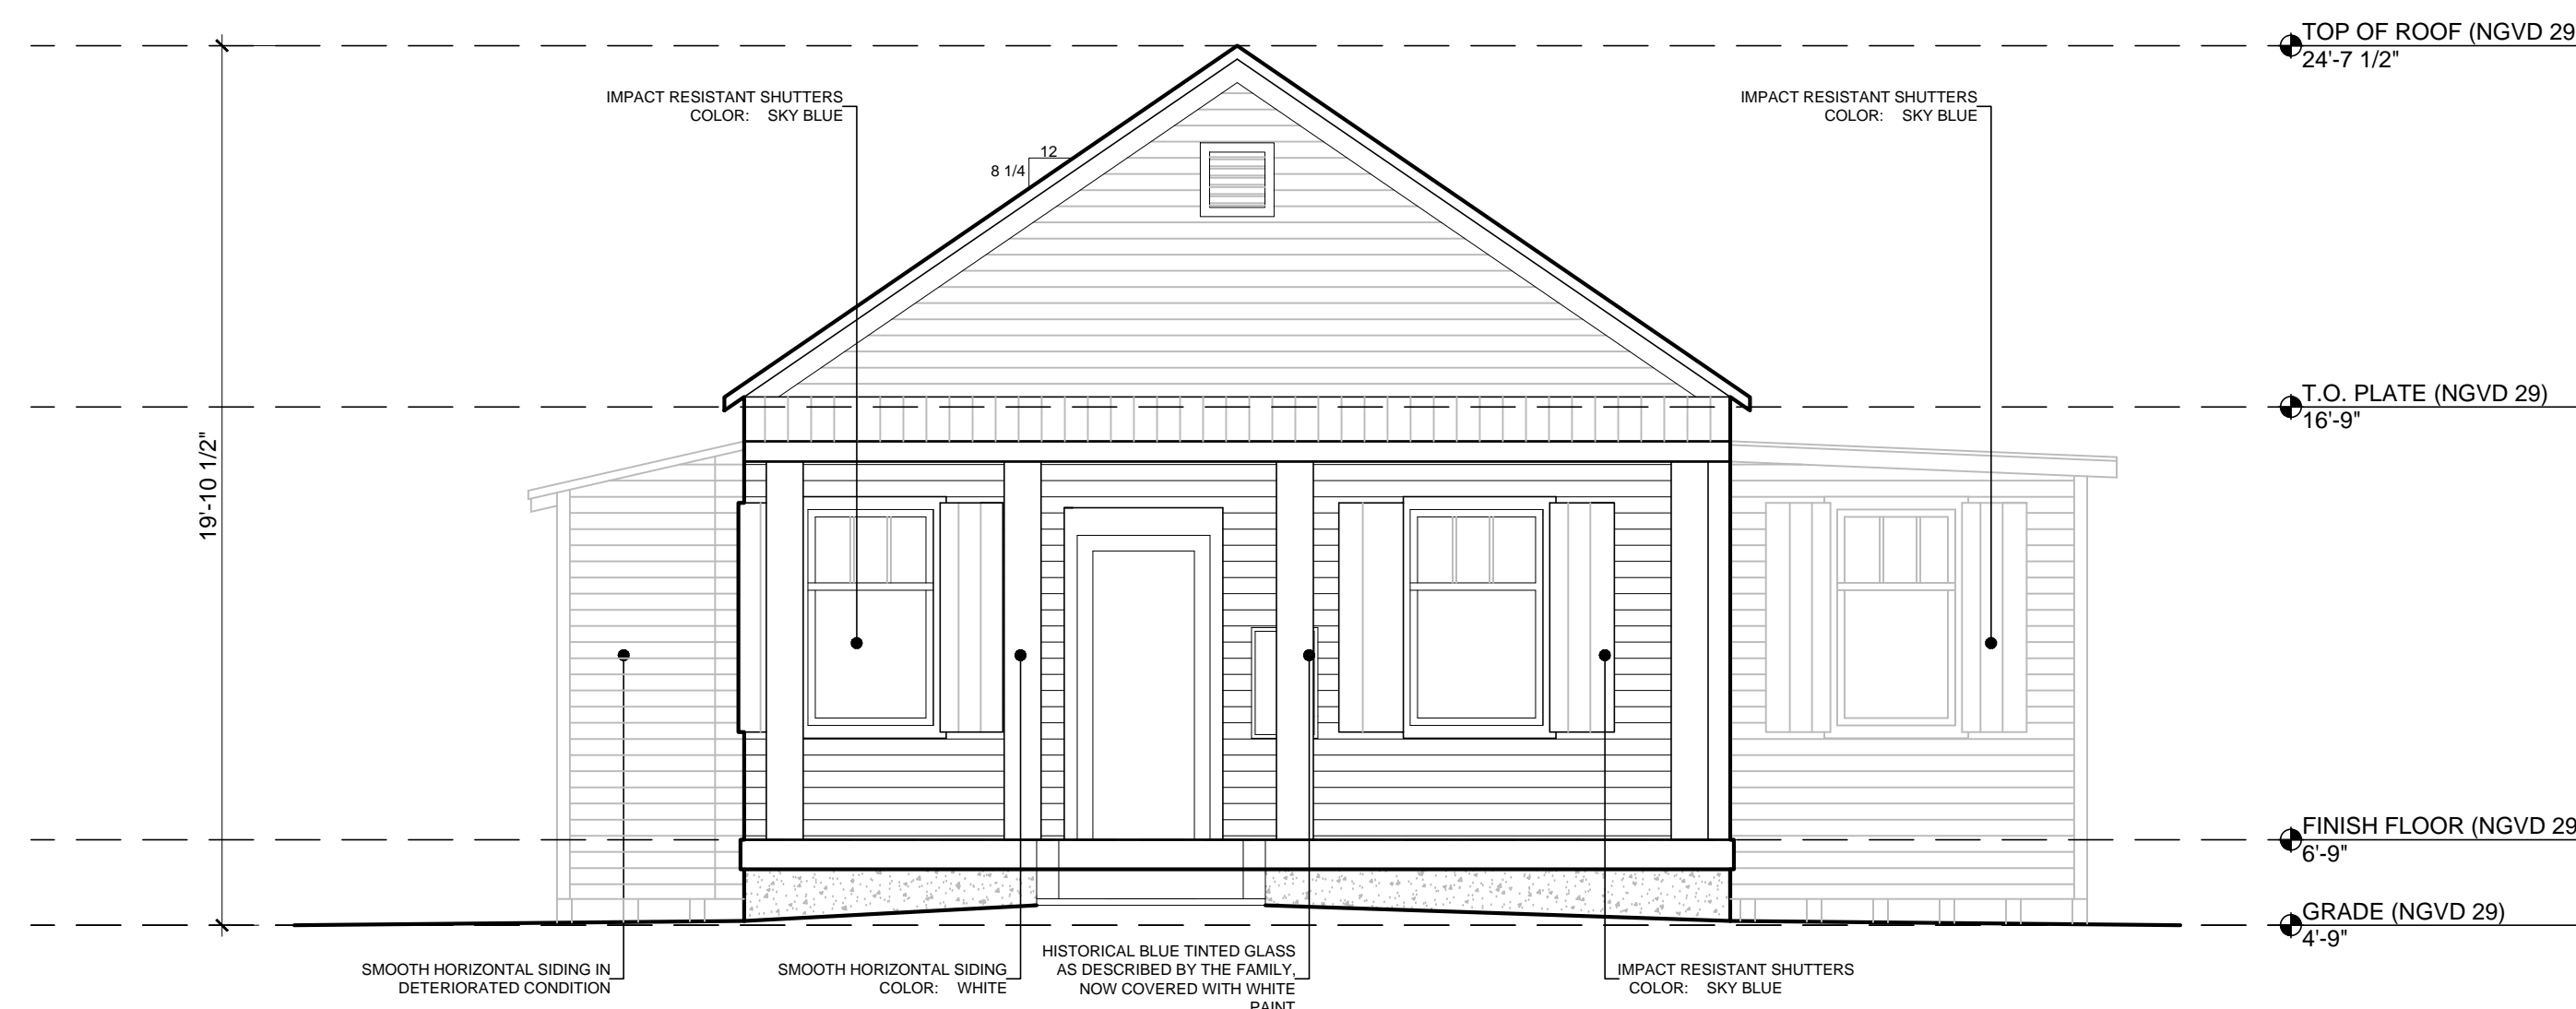 TOP OF ROOF (NGVD 29
24'-7 1/2"
IMPACT RESISTANT SHUTTERS
COLOR: SKY BLUE
IMPACT RESISTANT SHUTTERS
COLOR: SKY BLUE
12
8 1/4
T.O. PLATE (NGVD 29)
16'-9"
19'-10 1/2"
FINISH FLOOR (NGVD 29
6'-9"
GRADE (NGVD 29)
4'-9"
SMOOTH HORIZONTAL SIDING IN
DETERIORATED CONDITION
SMOOTH HORIZONTAL SIDING
COLOR: WHITE
HISTORICAL BLUE TINTED GLASS
AS DESCRIBED BY THE FAMILY,
NOW COVERED WITH WHITE
PAINT
IMPACT RESISTANT SHUTTERS
COLOR: SKY BLUE